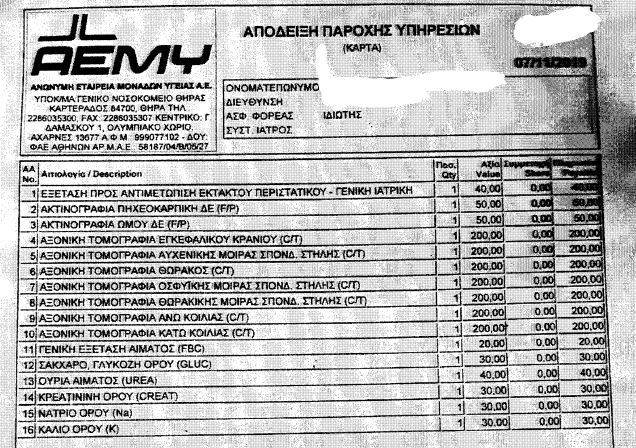 ΑΕΜΥ
ΑΝΩΝΥΜΗ ΕΤΑΙΡΕΙΑ ΜΟΝΑΔΩΝ ΥΓΕΙΑΣ Α.Ε.
ΥΠΟΚ/ΜΑ ΓΕΝΙΚΟ ΝΟΣΟΚΟΜΕΙΟ ΘΗΡΑΣ
ΚΑΡΤΕΡΑΔΟΣ 84700, ΘΗΡΑ ΤΗΛ
2286035300, FAX: 2286035307 ΚΕΝΤΡΙΚΟ: Γ
ΔΑΜΑΣΚΟΥ 1, ΟΛΥΜΠΙΑΚΟ ΧΩΡΙΟ,
ΑΧΑΡΝΕΣ 13677 Α.Φ.Μ.: 999077102 - ΔΟΥ:
ΦΑΕ ΑΘΗΝΩΝ ΑΡ.Μ.Α.Ε.: 58187/04/Β/05/27
ΑΠΟΔΕΙΞΗ ΠΑΡΟΧΗΣ ΥΠΗΡΕΣΙΩΝ
(ΚΑΡΤΑ)
07/11/2019
ΟΝΟΜΑΤΕΠΩΝΥΜΟ
ΔΙΕΥΘΥΝΣΗ
ΑΣΦ. ΦΟΡΕΑΣ ΙΔΙΩΤΗΣ
ΣΥΣΤ. ΙΑΤΡΟΣ
ΑΑ No. Αιτιολογία / Description Ποσ. Qty Αξία Value
1 ΕΞΕΤΑΣΗ ΠΡΟΣ ΑΝΤΙΜΕΤΩΠΙΣΗ ΕΚΤΑΚΤΟΥ ΠΕΡΙΣΤΑΤΙΚΟΥ - ΓΕΝΙΚΗ ΙΑΤΡΙΚΗ 1 40,00 0,00 40,00
2 ΑΚΤΙΝΟΓΡΑΦΙΑ ΠΗΧΕΟΚΑΡΠΙΚΗ ΔΕ (F/P) 1 50,00 0,00 50,00
3 ΑΚΤΙΝΟΓΡΑΦΙΑ ΩΜΟΥ ΔΕ (F/P) 1 50,00 0,00 50,00
4 ΑΞΟΝΙΚΗ ΤΟΜΟΓΡΑΦΙΑ ΕΓΚΕΦΑΛΙΚΟΥ ΚΡΑΝΙΟΥ (C/T) 1 200,00 0,00 200,00
5 ΑΞΟΝΙΚΗ ΤΟΜΟΓΡΑΦΙΑ ΑΥΧΕΝΙΚΗΣ ΜΟΙΡΑΣ ΣΠΟΝΔ. ΣΤΗΛΗΣ (C/T) 1 200,00 0,00 200,00
6 ΑΞΟΝΙΚΗ ΤΟΜΟΓΡΑΦΙΑ ΘΩΡΑΚΟΣ (C/T) 1 200,00 0,00 200,00
7 ΑΞΟΝΙΚΗ ΤΟΜΟΓΡΑΦΙΑ ΟΣΦΥΪΚΗΣ ΜΟΙΡΑΣ ΣΠΟΝΔ. ΣΤΗΛΗΣ (C/T) 1 200,00 0,00 200,00
8 ΑΞΟΝΙΚΗ ΤΟΜΟΓΡΑΦΙΑ ΘΩΡΑΚΙΚΗΣ ΜΟΙΡΑΣ ΣΠΟΝΔ. ΣΤΗΛΗΣ (C/T) 1 200,00 0,00 200,00
9 ΑΞΟΝΙΚΗ ΤΟΜΟΓΡΑΦΙΑ ΑΝΩ ΚΟΙΛΙΑΣ (C/T) 1 200,00 0,00 200,00
10 ΑΞΟΝΙΚΗ ΤΟΜΟΓΡΑΦΙΑ ΚΑΤΩ ΚΟΙΛΙΑΣ (C/T) 1 200,00 0,00 200,00
11 ΓΕΝΙΚΗ ΕΞΕΤΑΣΗ ΑΙΜΑΤΟΣ (FBC) 1 20,00 0,00 20,00
12 ΣΑΚΧΑΡΟ, ΓΛΥΚΟΖΗ ΟΡΟΥ (GLUC) 1 30,00 0,00 30,00
13 ΟΥΡΙΑ ΑΙΜΑΤΟΣ (UREA) 1 40,00 0,00 40,00
14 ΚΡΕΑΤΙΝΙΝΗ ΟΡΟΥ (CREAT) 1 30,00 0,00 30,00
15 ΝΑΤΡΙΟ ΟΡΟΥ (Na) 1 30,00 0,00 30,00
16 ΚΑΛΙΟ ΟΡΟΥ (K) 1 30,00 0,00 30,00